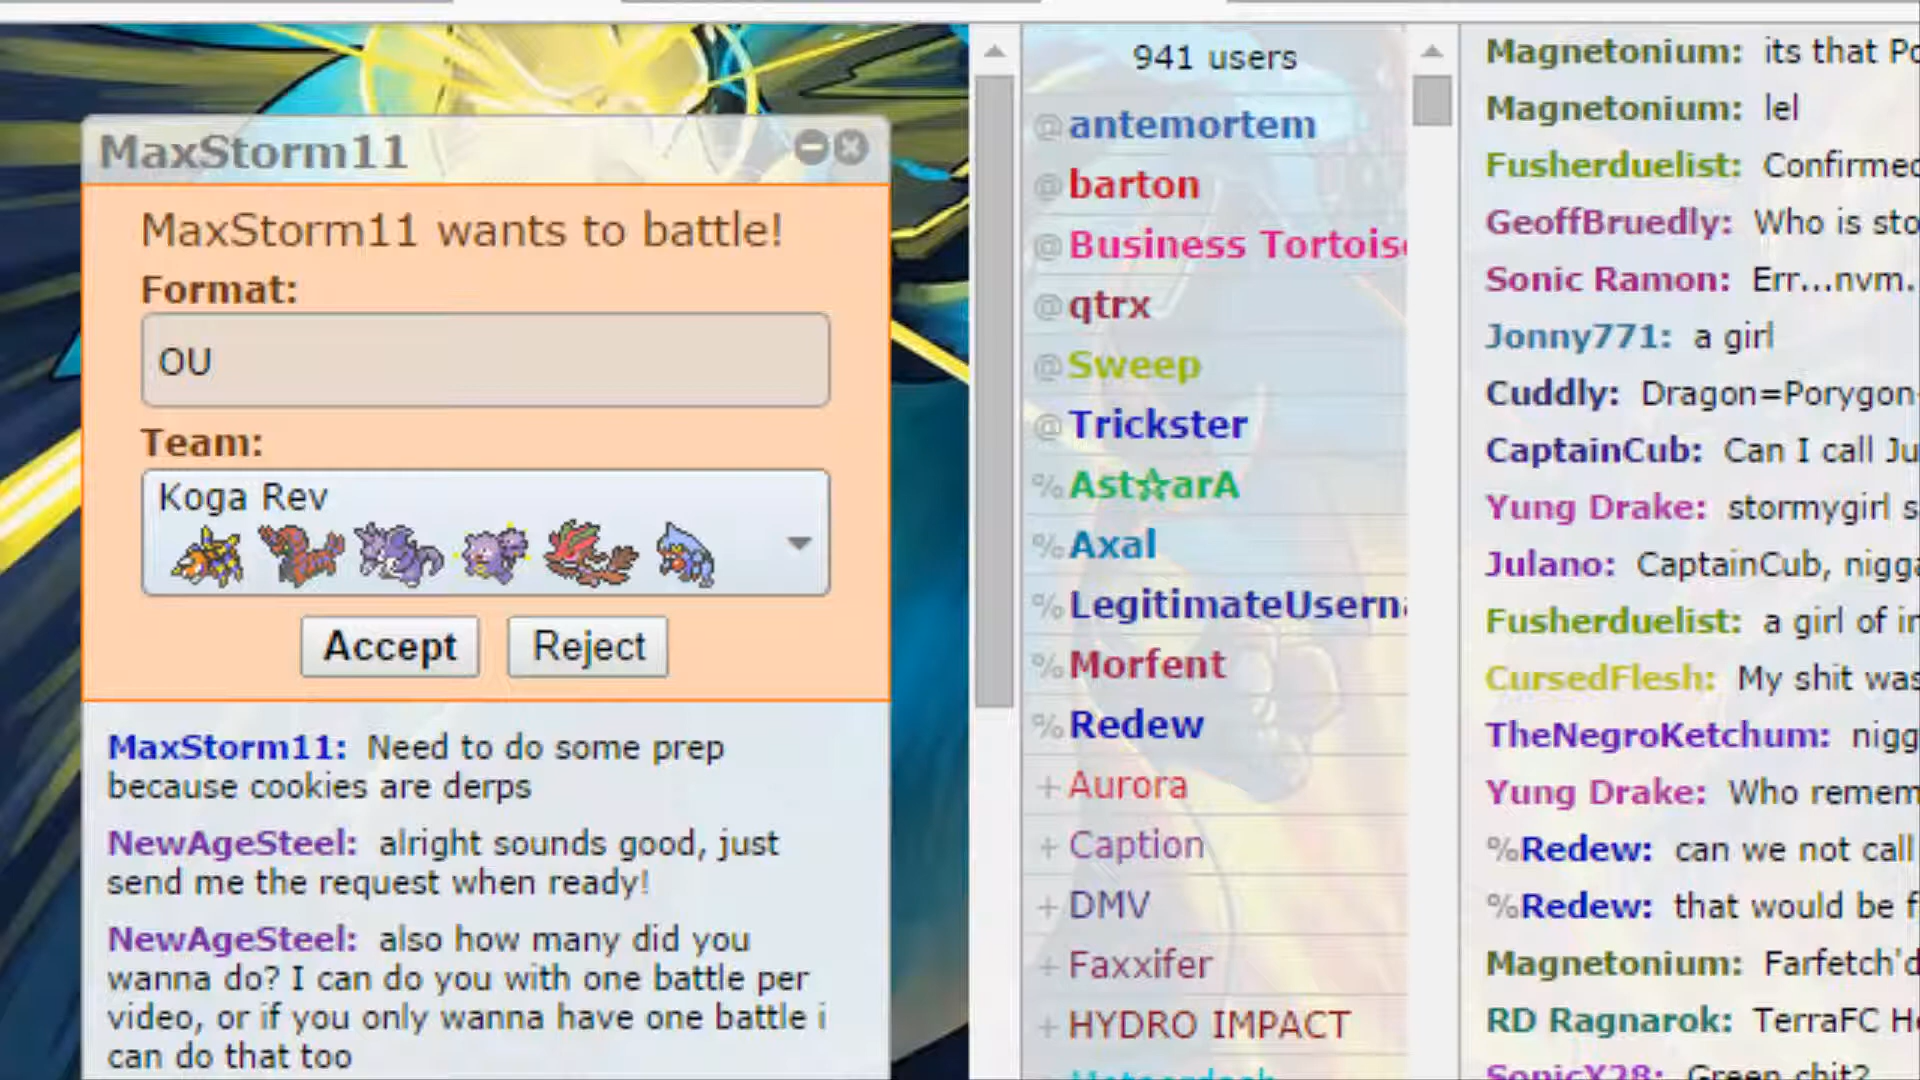 MaxStorm11
MaxStorm11 wants to battle!
Format:
OU
Team:
Koga Rev
Accept Reject
MaxStorm11: Need to do some prep
because cookies are derps
NewAgeSteel: alright sounds good, just
send me the request when ready!
NewAgeSteel: also how many did you
wanna do? I can do you with one battle per
video, or if you only wanna have one battle i
can do that too
941 users
@antemortem
@barton
@Business Tortoise
@qtrx
@Sweep
@Trickster
%Ast☆arA
%Axal
%LegitimateUserna
%Morfent
%Redew
+Aurora
+Caption
+DMV
+Faxxifer
+HYDRO IMPACT
Magnetonium: its that Po
Magnetonium: lel
Fusherduelist: Confirmed
GeoffBruedly: Who is sto
Sonic Ramon: Err...nvm.
Jonny771: a girl
Cuddly: Dragon=Porygon
CaptainCub: Can I call Ju
Yung Drake: stormygirl s
Julano: CaptainCub, nigga
Fusherduelist: a girl of in
CursedFlesh: My shit was
TheNegroKetchum: nigg
Yung Drake: Who remem
%Redew: can we not call
%Redew: that would be f
Magnetonium: Farfetch'd
RD Ragnarok: TerraFC He
SonicX28: Green shit?